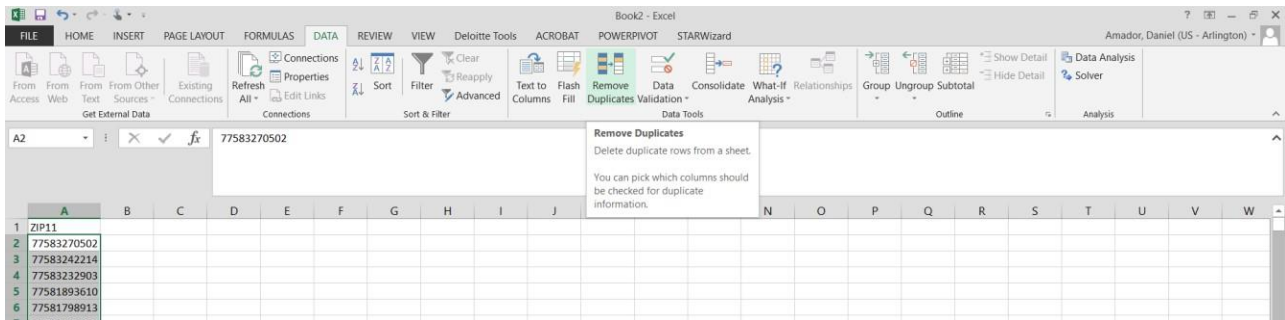 Book2 - Excel
FILE HOME INSERT PAGE LAYOUT FORMULAS DATA REVIEW VIEW Deloitte Tools ACROBAT POWERPIVOT STARWizard Amador, Daniel (US - Arlington)
From Access
From Web
From Text
From Other Sources
Existing Connections
Get External Data
Refresh All
Connections
Properties
Edit Links
Connections
Sort
Filter
Clear
Reapply
Advanced
Sort & Filter
Text to Columns
Flash Fill
Remove Duplicates
Data Validation
Consolidate
What-If Analysis
Relationships
Data Tools
Group
Ungroup
Subtotal
Show Detail
Hide Detail
Outline
Data Analysis
Solver
Analysis
A2 fx 77583270502
Remove Duplicates
Delete duplicate rows from a sheet.
You can pick which columns should
be checked for duplicate
information.
A B C D E F G H I J N O P Q R S T U V W
1 ZIP11
2 77583270502
3 77583242214
4 77583232903
5 77581893610
6 77581798913